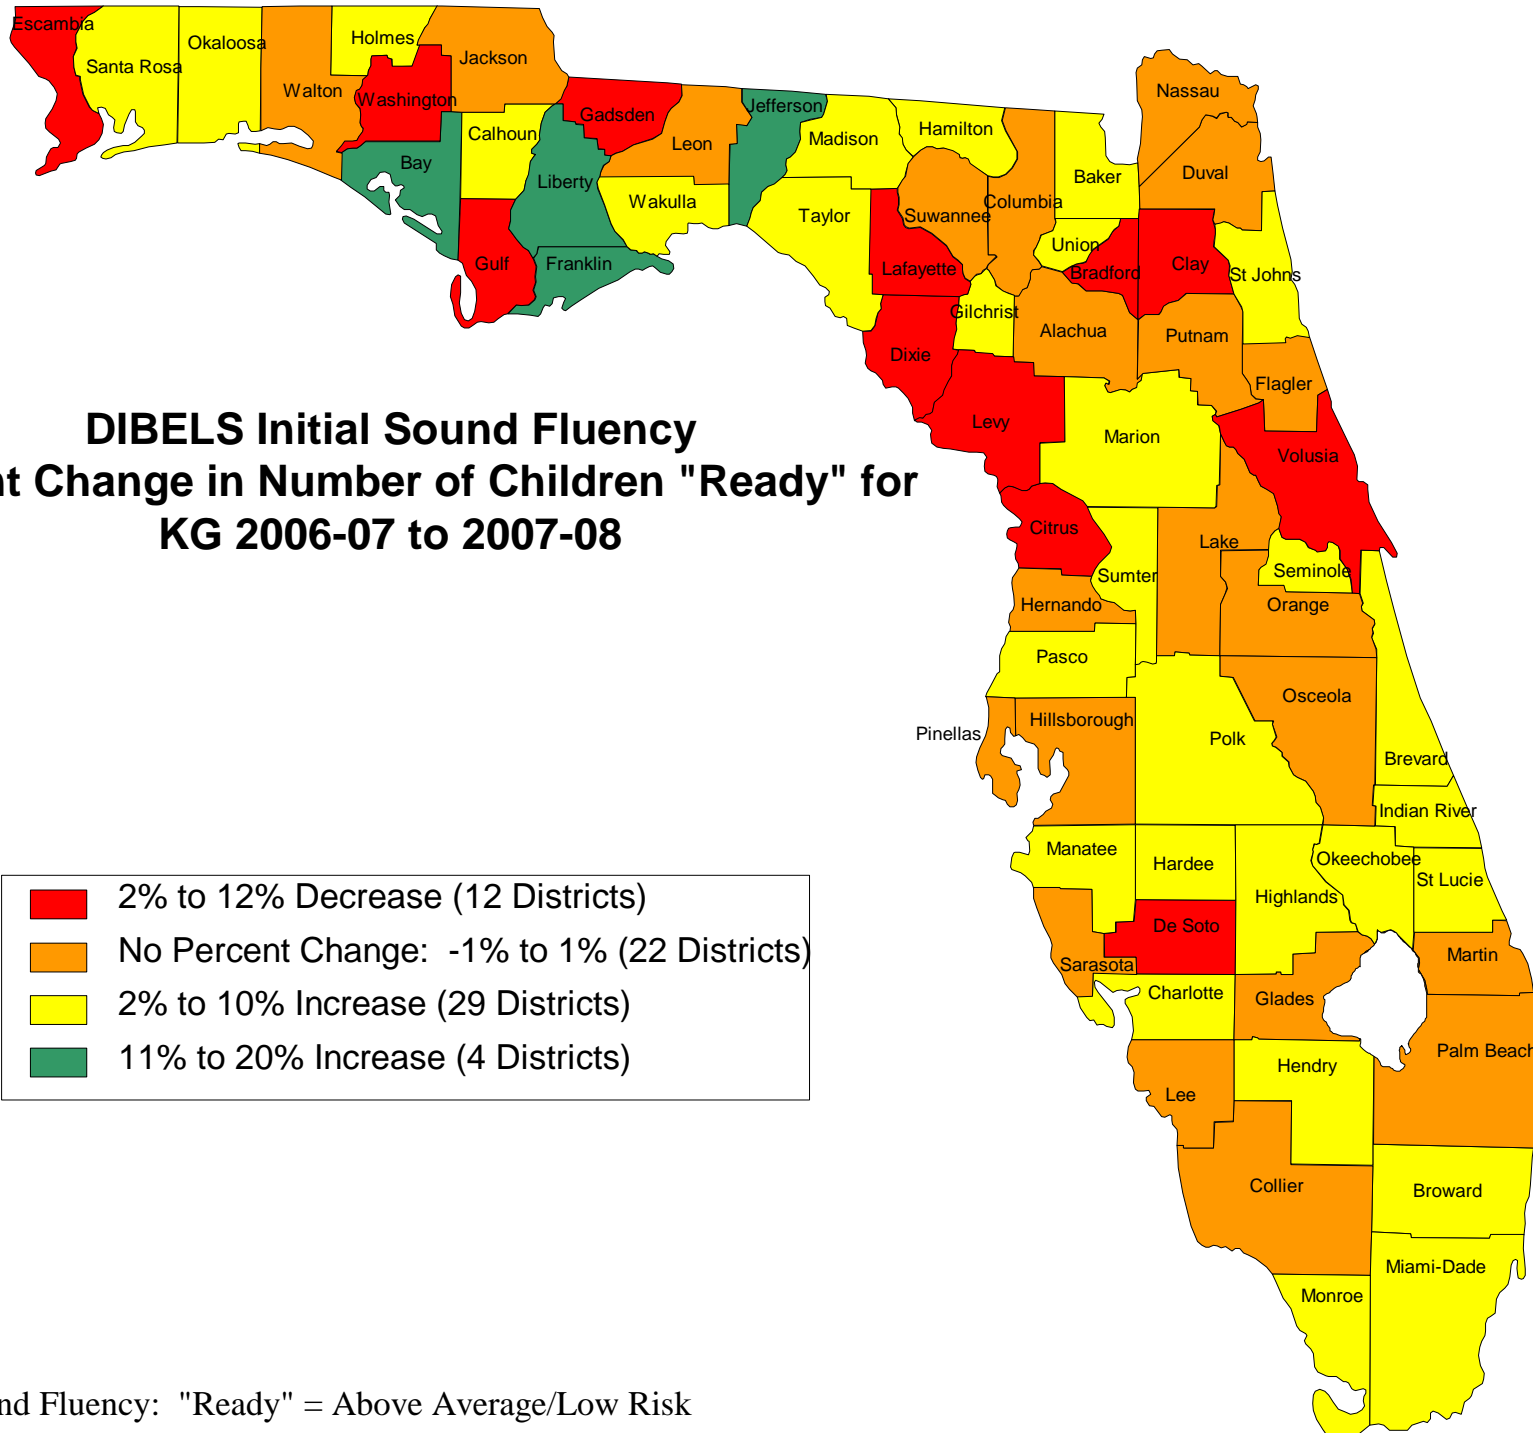 Escambia
Santa Rosa
Okaloosa
Walton
Holmes
Washington
Jackson
Bay
Calhoun
Gulf
Liberty
Gadsden
Franklin
Leon
Wakulla
Jefferson
Madison
Taylor
Hamilton
Suwannee
Lafayette
Dixie
Columbia
Gilchrist
Levy
Baker
Union
Bradford
Alachua
Nassau
Duval
Clay
St Johns
Putnam
Flagler
Marion
Volusia
Citrus
Sumter
Lake
Seminole
Hernando
Orange
Pasco
Osceola
Pinellas
Hillsborough
Polk
Brevard
Indian River
Manatee
Hardee
Highlands
Okeechobee
St Lucie
Sarasota
De Soto
Martin
Charlotte
Glades
Palm Beach
Lee
Hendry
Collier
Broward
Miami-Dade
Monroe
DIBELS Initial Sound Fluency
nt Change in Number of Children "Ready" for
KG 2006-07 to 2007-08
2% to 12% Decrease (12 Districts)
No Percent Change: -1% to 1% (22 Districts)
2% to 10% Increase (29 Districts)
11% to 20% Increase (4 Districts)
nd Fluency: "Ready" = Above Average/Low Risk